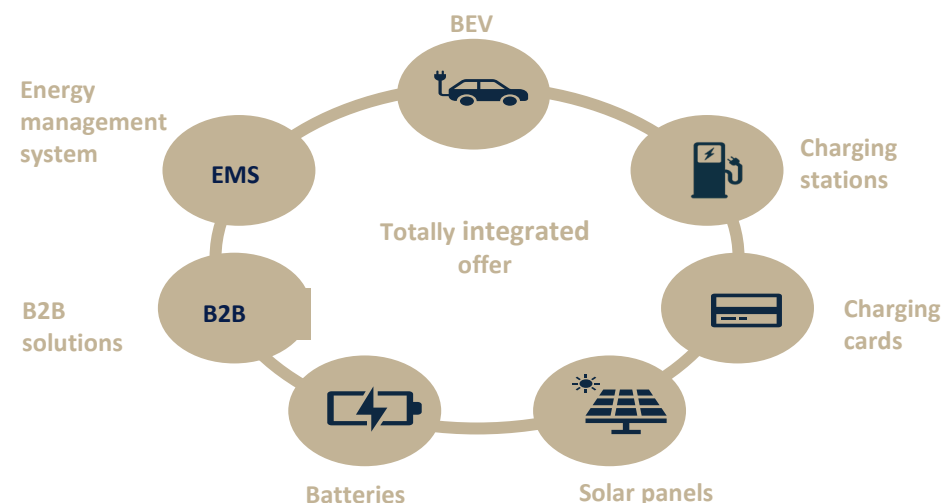 BEV
Energy
management
system
EMS
Charging
stations
Totally integrated
offer
B2B
solutions
B2B
Charging
cards
Batteries
Solar panels